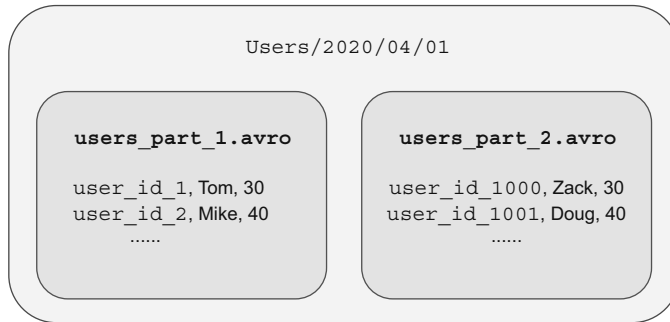 Users/2020/04/01
users_part_1.avro
user_id_1, Tom, 30
user_id_2, Mike, 40
......
users_part_2.avro
user_id_1000, Zack, 30
user_id_1001, Doug, 40
......